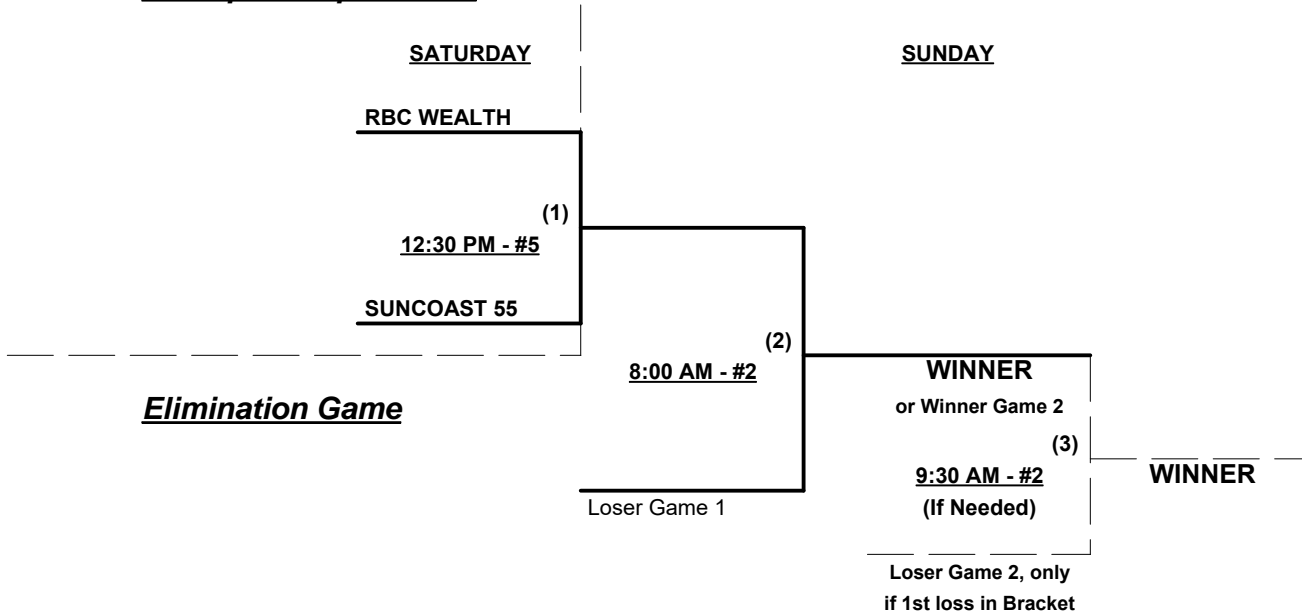 SATURDAY
SUNDAY
RBC WEALTH
(1)
12:30 PM - #5
SUNCOAST 55
(2)
8:00 AM - #2
WINNER
Elimination Game
or Winner Game 2
(3)
9:30 AM - #2
WINNER
Loser Game 1
(If Needed)
Loser Game 2, only
if 1st loss in Bracket